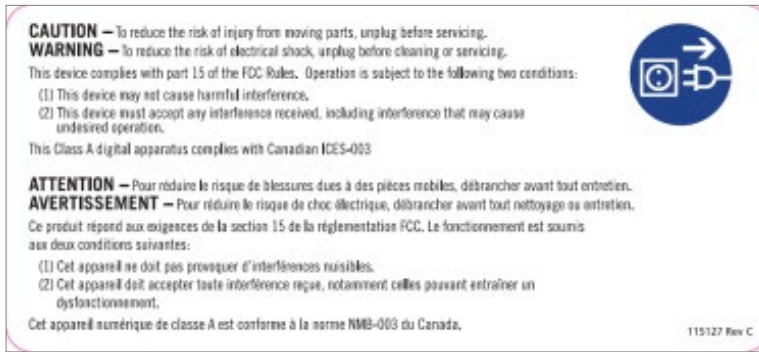 CAUTION – To reduce the risk of injury from moving parts, unplug before servicing.
WARNING – To reduce the risk of electrical shock, unplug before cleaning or servicing.
This device complies with part 15 of the FCC Rules. Operation is subject to the following two conditions:
(1) This device may not cause harmful interference.
(2) This device must accept any interference received, including interference that may cause
undesired operation.
This Class A digital apparatus complies with Canadian ICES-003
ATTENTION – Pour réduire le risque de blessures dues à des pièces mobiles, débrancher avant tout entretien.
AVERTISSEMENT – Pour réduire le risque de choc électrique, débrancher avant tout nettoyage ou entretien.
Ce produit répond aux exigences de la section 15 de la réglementation FCC. Le fonctionnement est soumis
aux deux conditions suivantes:
(1) Cet appareil ne doit pas provoquer d'interférences nuisibles.
(2) Cet appareil doit accepter toute interférence reçue, notamment celles pouvant entraîner un
dysfonctionnement.
Cet appareil numérique de classe A est conforme à la norme NMB-003 du Canada.
115127 Rev C